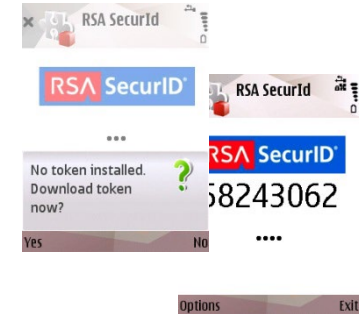 RSA SecurId
RSA SecurID
No token installed.
Download token
now?
Yes No
RSA SecurId
RSA SecurID
58243062
Options Exit